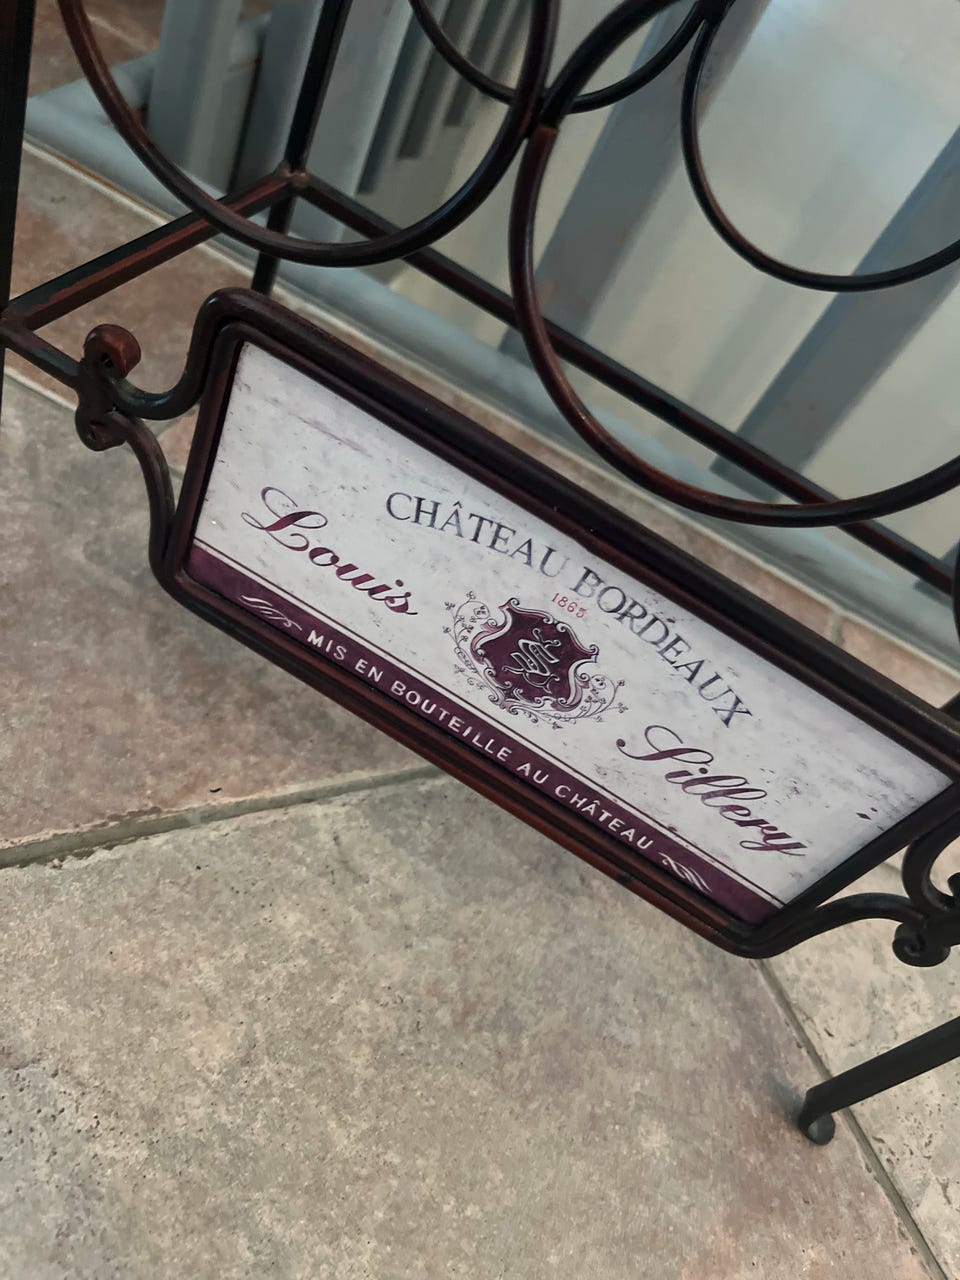 CHÂTEAU BORDEAUX
1865
Louis Sillery
MIS EN BOUTEILLE AU CHÂTEAU